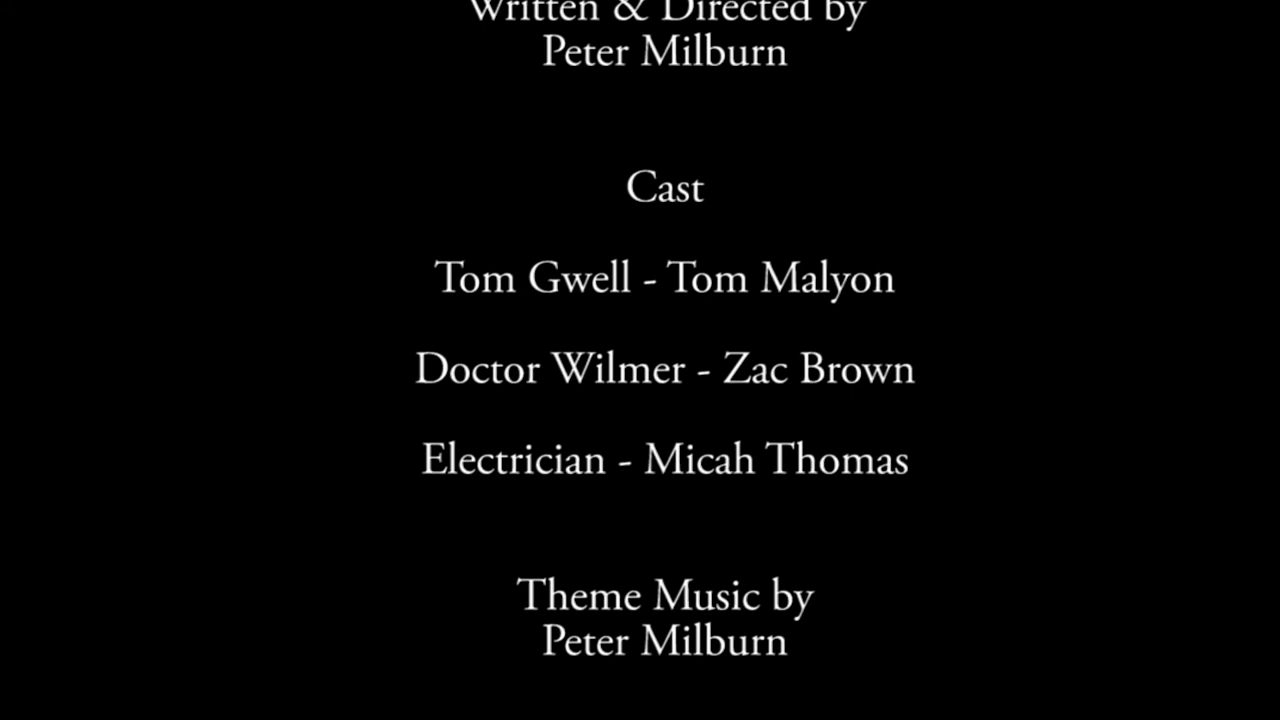 Written & Directed by
Peter Milburn
Cast
Tom Gwell - Tom Malyon
Doctor Wilmer - Zac Brown
Electrician - Micah Thomas
Theme Music by
Peter Milburn